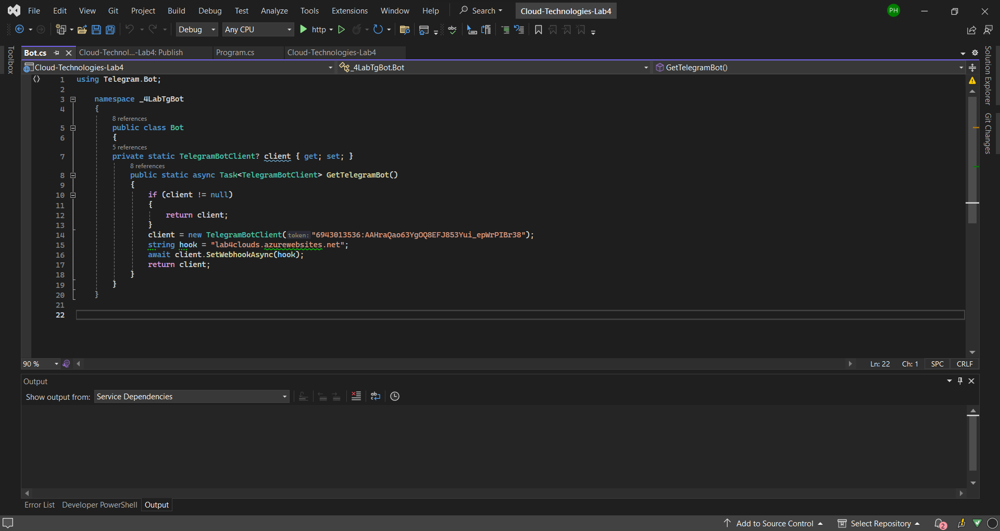 File Edit View Git Project Build Debug Test Analyze Tools Extensions Window Help Search Cloud-Technologies-Lab4 PH
Debug Any CPU http
Toolbox
Bot.cs Cloud-Technol...-Lab4: Publish Program.cs Cloud-Technologies-Lab4
Cloud-Technologies-Lab4 _4LabTgBot.Bot GetTelegramBot()
1 using Telegram.Bot;
2
3 namespace _4LabTgBot
4 {
8 references
5 public class Bot
6 {
5 references
7 private static TelegramBotClient? client { get; set; }
8 references
8 public static async Task<TelegramBotClient> GetTelegramBot()
9 {
10 if (client != null)
11 {
12 return client;
13 }
14 client = new TelegramBotClient(token: "6943013536:AAHraQao63YgOQ8EFJ853Yui_epWrPIBr38");
15 string hook = "lab4clouds.azurewebsites.net";
16 await client.SetWebhookAsync(hook);
17 return client;
18 }
19 }
20 }
21
22
Solution Explorer
Git Changes
90 % Ln: 22 Ch: 1 SPC CRLF
Output
Show output from: Service Dependencies
Error List Developer PowerShell Output
Add to Source Control Select Repository 2